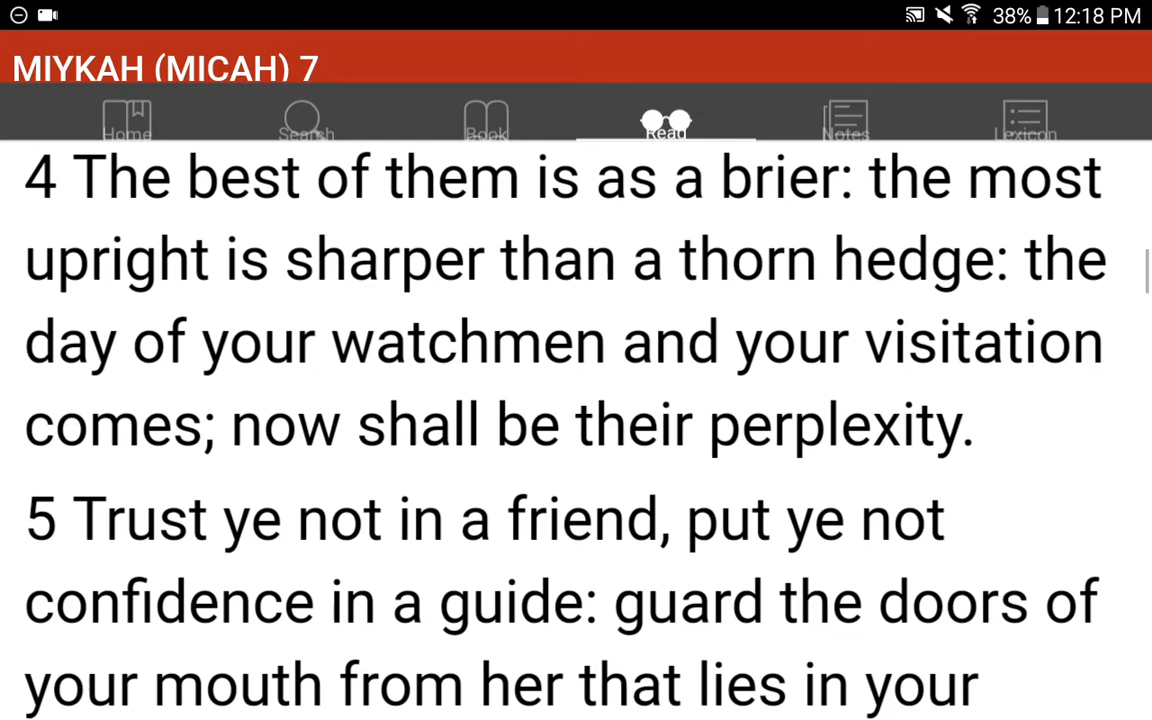 38% 12:18 PM
MIYKAH (MICAH) 7
Home Search Book Read Notes Lexicon
4 The best of them is as a brier: the most
upright is sharper than a thorn hedge: the
day of your watchmen and your visitation
comes; now shall be their perplexity.
5 Trust ye not in a friend, put ye not
confidence in a guide: guard the doors of
your mouth from her that lies in your